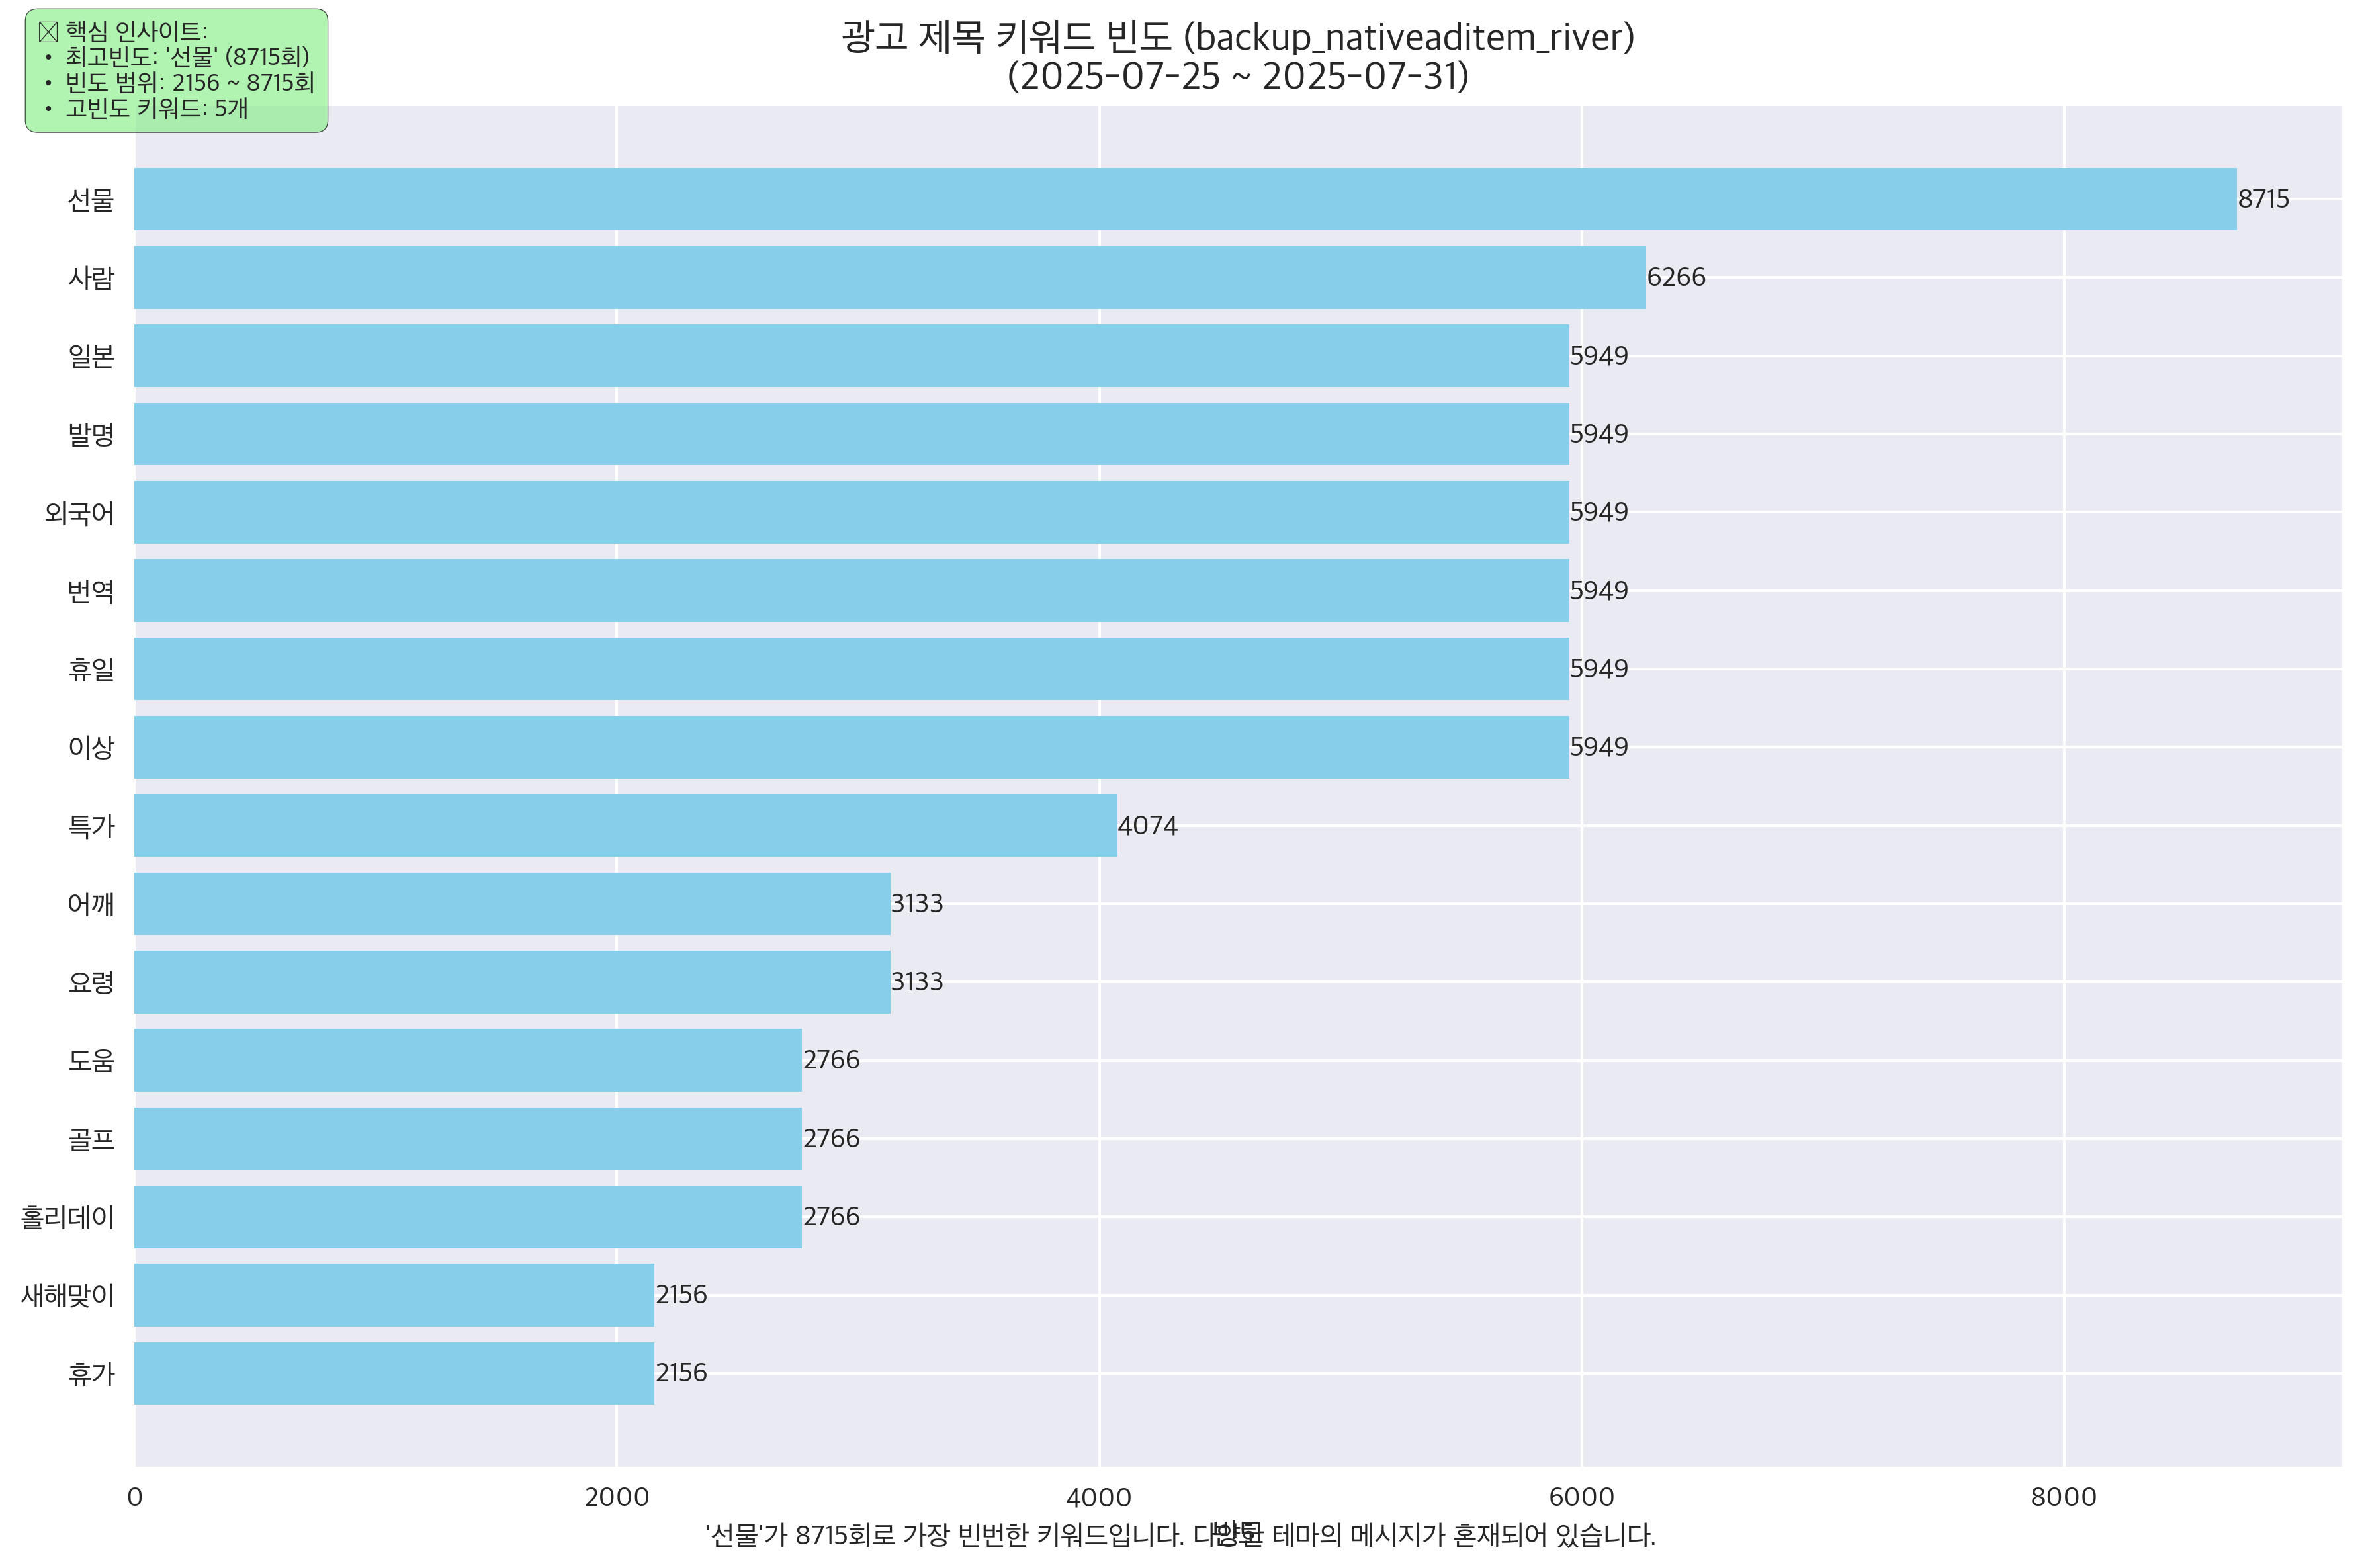 핵심 인사이트:
• 최고빈도: '선물' (8715회)
• 빈도 범위: 2156 ~ 8715회
• 고빈도 키워드: 5개
광고 제목 키워드 빈도 (backup_nativeaditem_river)
(2025-07-25 ~ 2025-07-31)
선물 8715
사람 6266
일본 5949
발명 5949
외국어 5949
번역 5949
휴일 5949
이상 5949
특가 4074
어깨 3133
요령 3133
도움 2766
골프 2766
홀리데이 2766
새해맞이 2156
휴가 2156
0 2000 4000 6000 8000
빈도
'선물'가 8715회로 가장 빈번한 키워드입니다. 다양한 테마의 메시지가 혼재되어 있습니다.